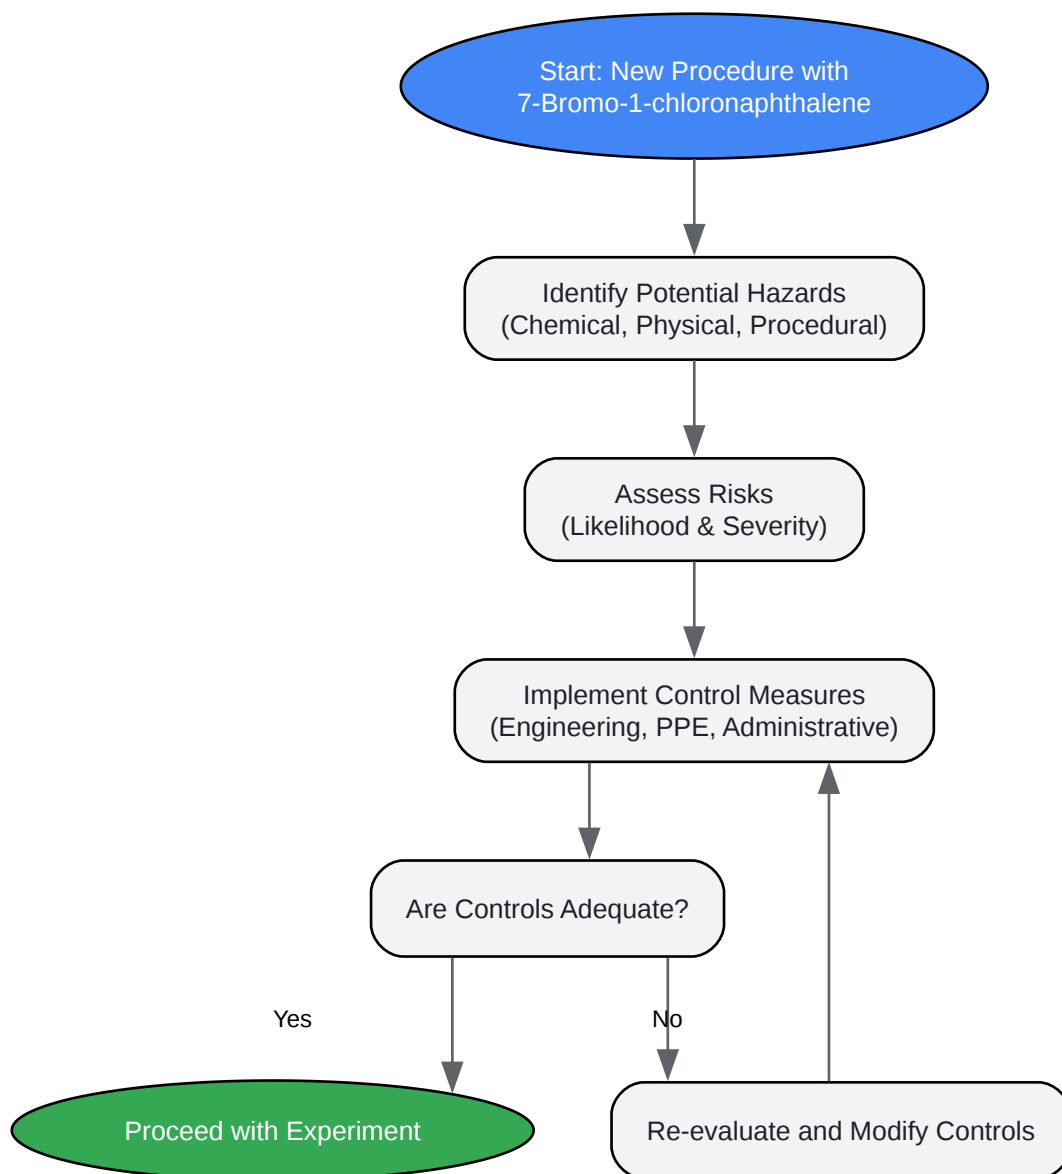 Start: New Procedure with
7-Bromo-1-chloronaphthalene
Identify Potential Hazards
(Chemical, Physical, Procedural)
Assess Risks
(Likelihood & Severity)
Implement Control Measures
(Engineering, PPE, Administrative)
Are Controls Adequate?
Yes
No
Proceed with Experiment
Re-evaluate and Modify Controls